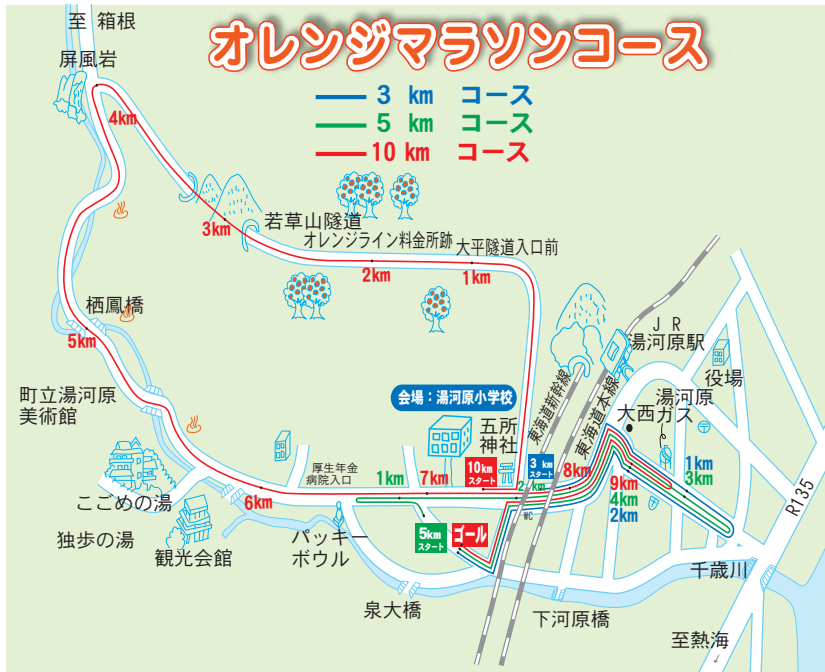 至 箱根
屏風岩
オレンジマラソンコース
3 km コース
5 km コース
10 km コース
4km
3km
若草山隧道
オレンジライン料金所跡
大平隧道入口前
2km
1km
栖鳳橋
5km
町立湯河原
美術館
JR
湯河原駅
役場
湯河原
大西ガス
東海道新幹線
東海道本線
会場：湯河原小学校
五所
神社
10km
スタート
3 km
スタート
8km
厚生年金
病院入口
1km
7km
9km
4km
2km
1km
3km
6km
こごめの湯
独歩の湯
観光会館
パッキー
ボウル
5km
スタート
ゴール
WC
R135
千歳川
泉大橋
下河原橋
至熱海